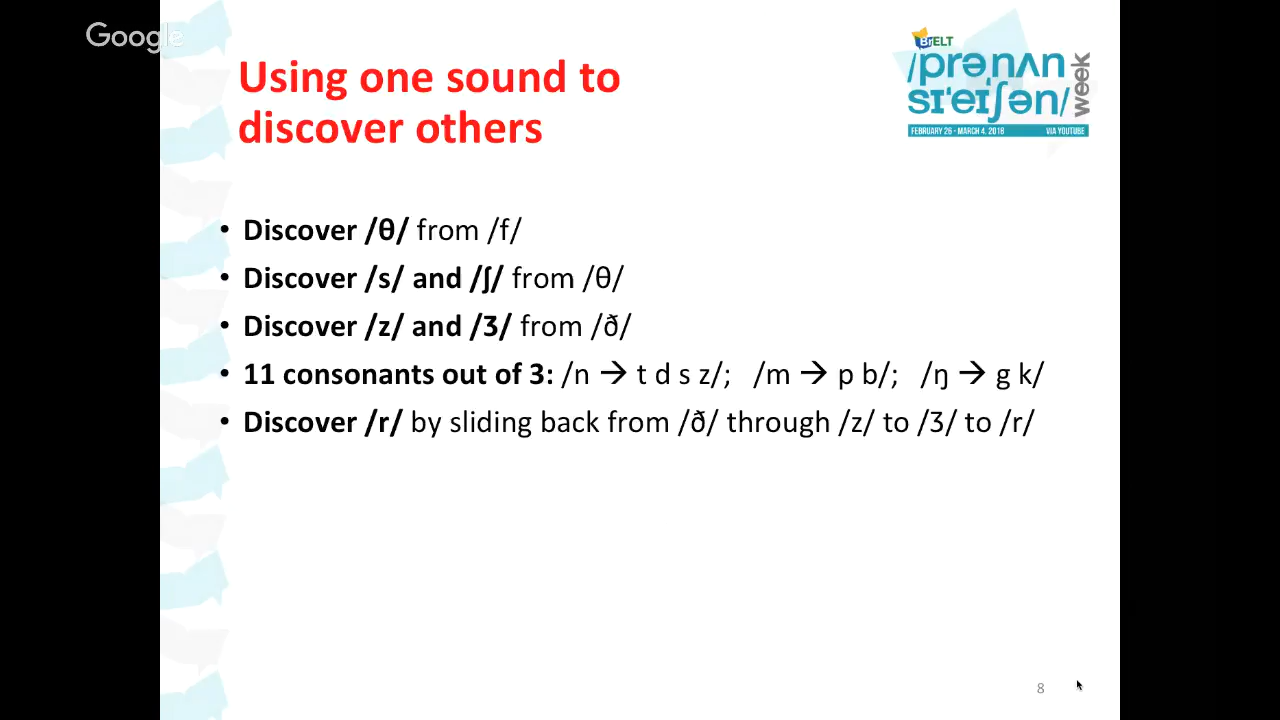 Google
Using one sound to
discover others
BrELT
/prəˌnʌn
sɪˈeɪʃən/
week
FEBRUARY 26 - MARCH 4, 2018
VIA YOUTUBE
• Discover /θ/ from /f/
• Discover /s/ and /ʃ/ from /θ/
• Discover /z/ and /Ʒ/ from /ð/
• 11 consonants out of 3: /n → t d s z/; /m → p b/; /ŋ → g k/
• Discover /r/ by sliding back from /ð/ through /z/ to /Ʒ/ to /r/
8